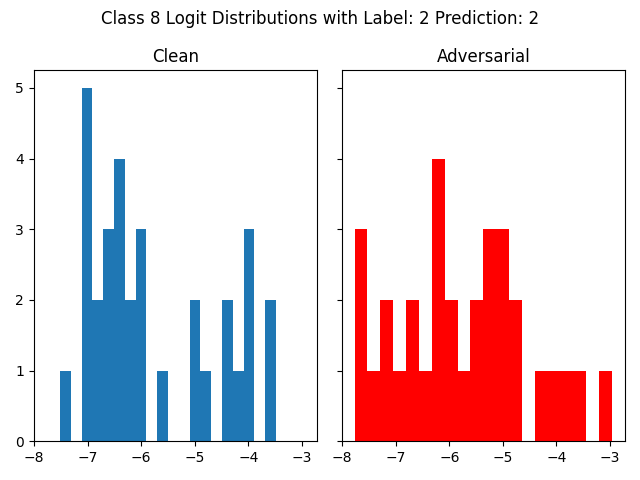 Class 8 Logit Distributions with Label: 2 Prediction: 2
Clean
Adversarial
5
4
3
2
1
0
−8 −7 −6 −5 −4 −3
−8 −7 −6 −5 −4 −3